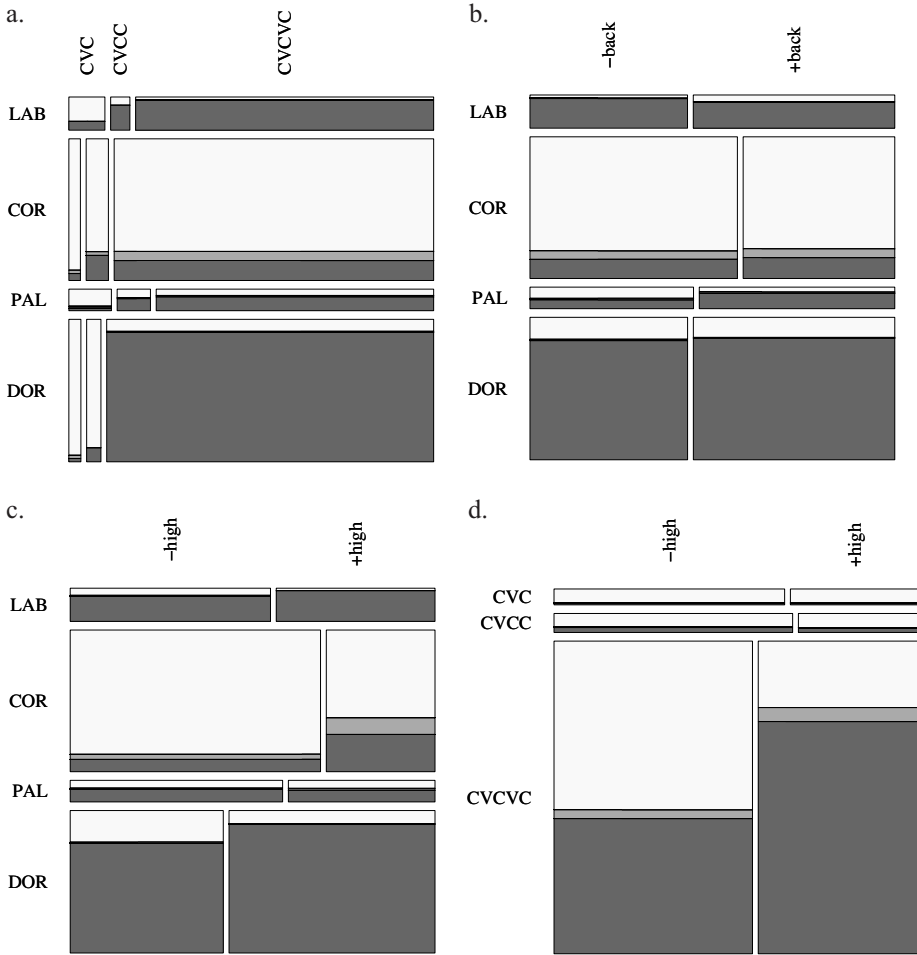 a.
CVC
CVCC
CVCVC
LAB
COR
PAL
DOR
b.
−back
+back
LAB
COR
PAL
DOR
c.
−high
+high
LAB
COR
PAL
DOR
d.
−high
+high
CVC
CVCC
CVCVC